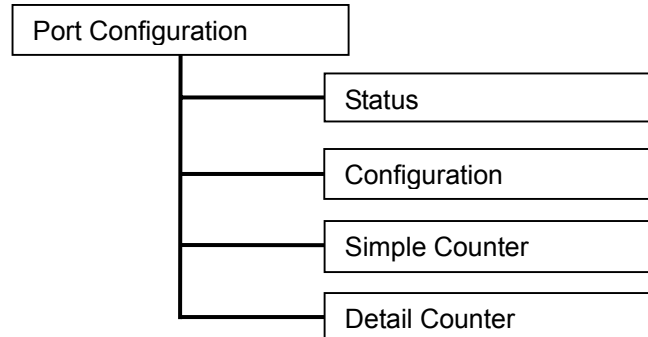 Port Configuration
Status
Configuration
Simple Counter
Detail Counter